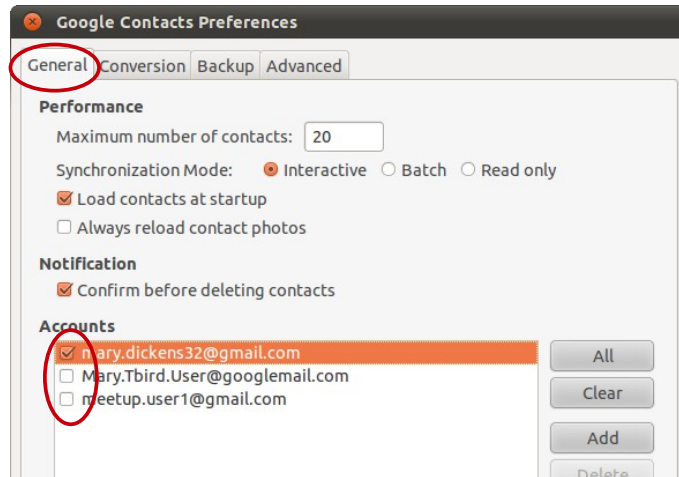 Google Contacts Preferences
General Conversion Backup Advanced
Performance
Maximum number of contacts: 20
Synchronization Mode: Interactive Batch Read only
Load contacts at startup
Always reload contact photos
Notification
Confirm before deleting contacts
Accounts
mary.dickens32@gmail.com
Mary.Tbird.User@googlemail.com
meetup.user1@gmail.com
All
Clear
Add
Delete